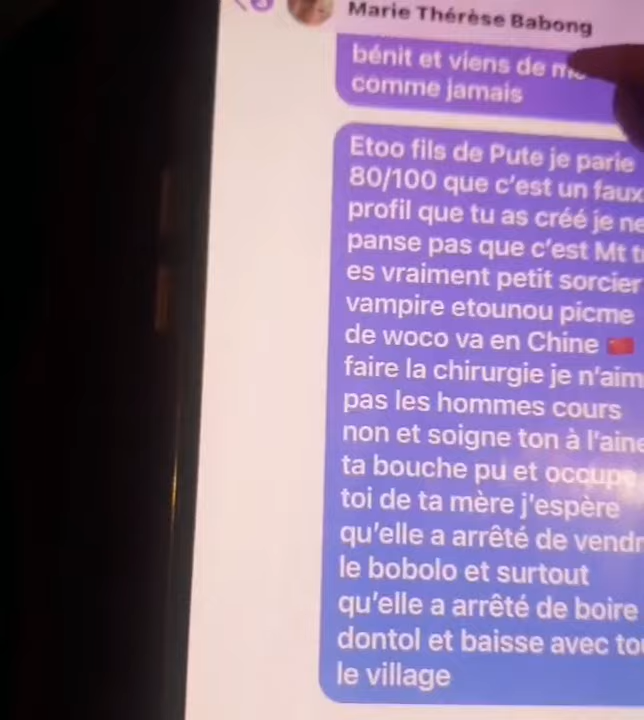 Marie Thérèse Babong
bénit et viens de
comme jamais
Etoo fils de Pute je parie
80/100 que c'est un faux
profil que tu as créé je ne
panse pas que c'est Mt
es vraiment petit sorcier
vampire etounou picme
de woco va en Chine 🇨🇳
faire la chirurgie je n'aim
pas les hommes cours
non et soigne ton à l'aine
ta bouche pu et occupe
toi de ta mère j'espère
qu'elle a arrêté de vendr
le bobolo et surtout
qu'elle a arrêté de boire
dontol et baisse avec tou
le village